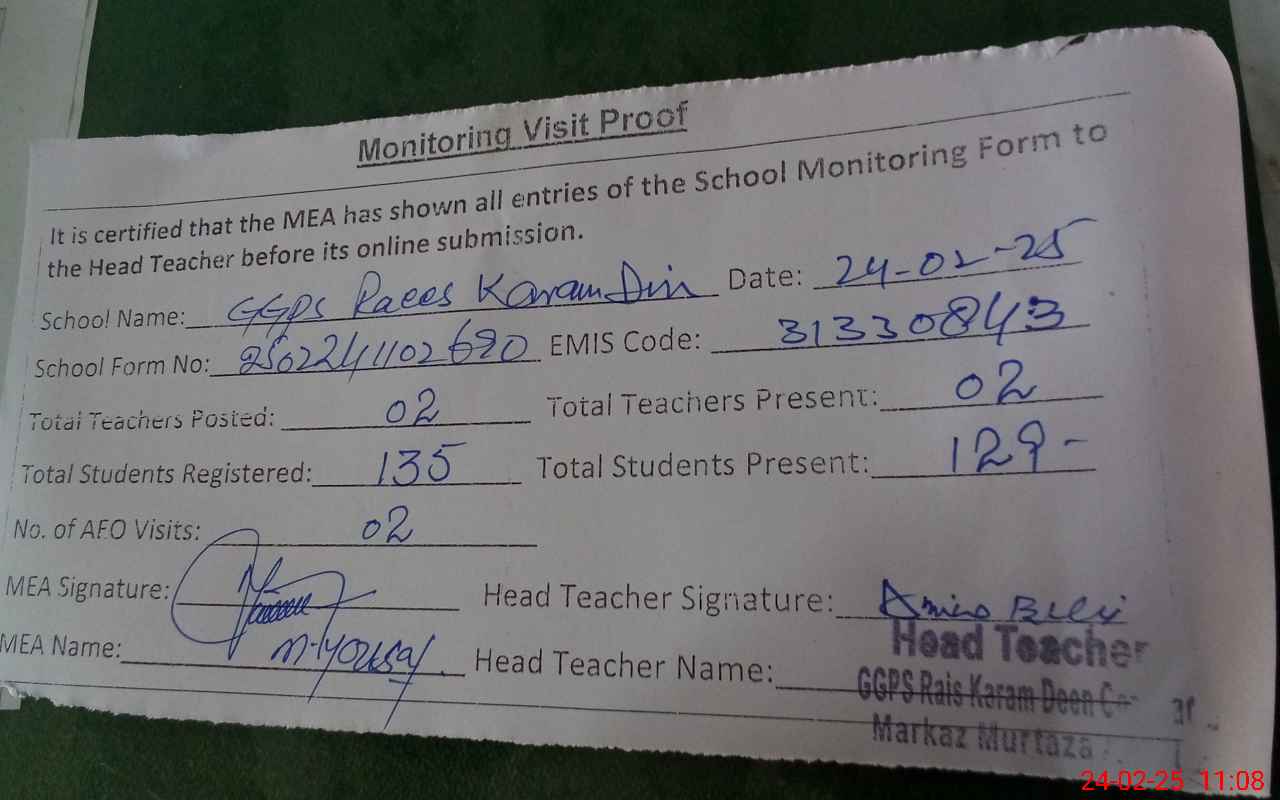 Monitoring Visit Proof
It is certified that the MEA has shown all entries of the School Monitoring Form to
the Head Teacher before its online submission.
School Name: GGPS Raees Karam Din Date: 24-02-25
School Form No: 2502241102690 EMIS Code: 31330843
Total Teachers Posted: 02 Total Teachers Present: 02
Total Students Registered: 135 Total Students Present: 129-
No. of AEO Visits: 02
MEA Signature: Head Teacher Signature: Amina Bibi
MEA Name: M-Yousaf Head Teacher Name:
Head Teacher
GGPS Rais Karam Deen
Markaz Murtaza
24-02-25 11:08